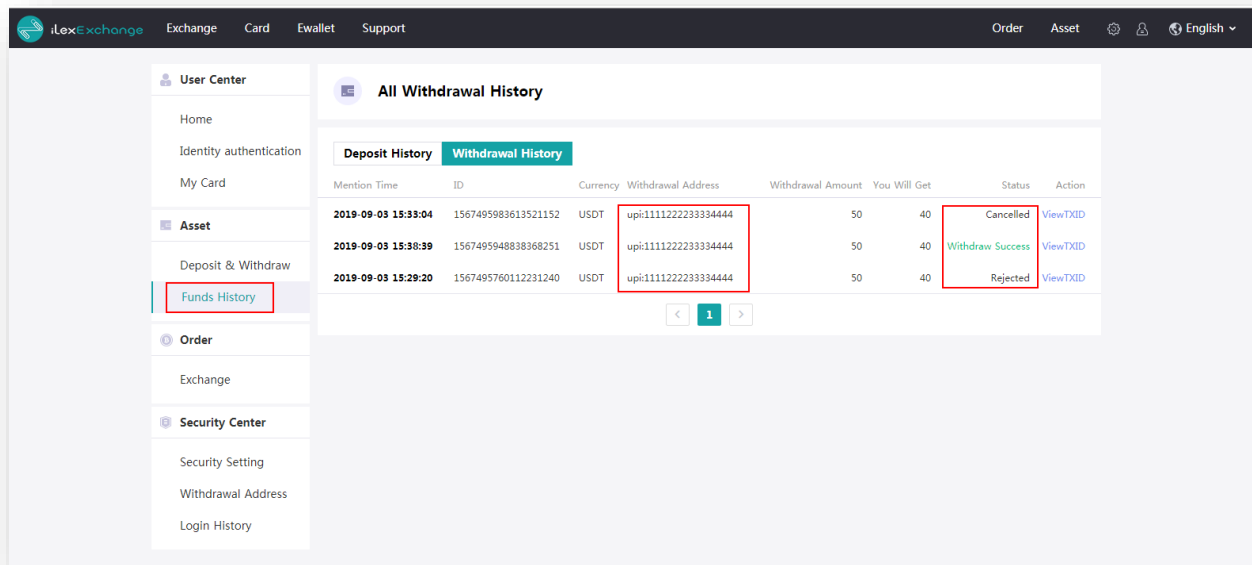 iLexExchange Exchange Card Ewallet Support Order Asset English
User Center
Home
Identity authentication
My Card
Asset
Deposit & Withdraw
Funds History
Order
Exchange
Security Center
Security Setting
Withdrawal Address
Login History
All Withdrawal History
Deposit History Withdrawal History
Mention Time ID Currency Withdrawal Address Withdrawal Amount You Will Get Status Action
2019-09-03 15:33:04 1567495983613521152 USDT upi:1111222233334444 50 40 Cancelled ViewTXID
2019-09-03 15:38:39 1567495948838368251 USDT upi:1111222233334444 50 40 Withdraw Success ViewTXID
2019-09-03 15:29:20 1567495760112231240 USDT upi:1111222233334444 50 40 Rejected ViewTXID
< 1 >